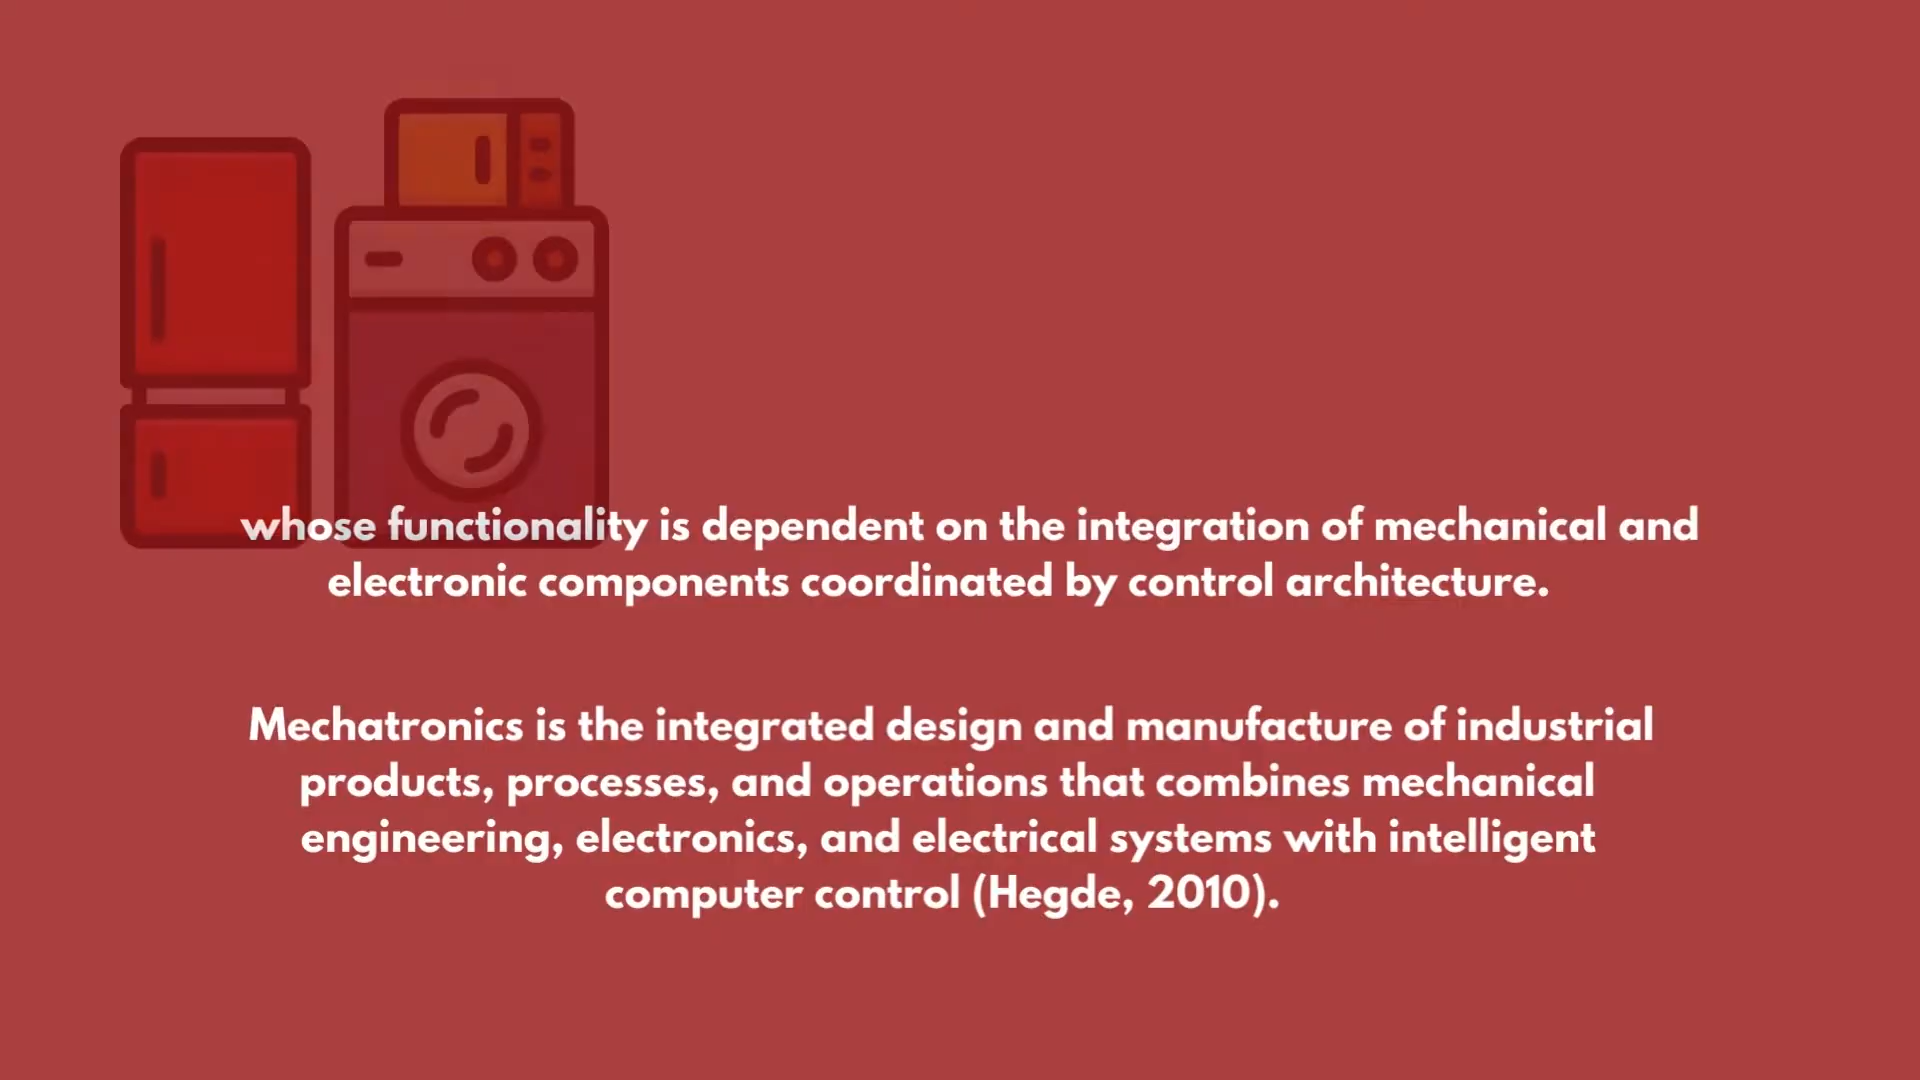 whose functionality is dependent on the integration of mechanical and
electronic components coordinated by control architecture.
Mechatronics is the integrated design and manufacture of industrial
products, processes, and operations that combines mechanical
engineering, electronics, and electrical systems with intelligent
computer control (Hegde, 2010).